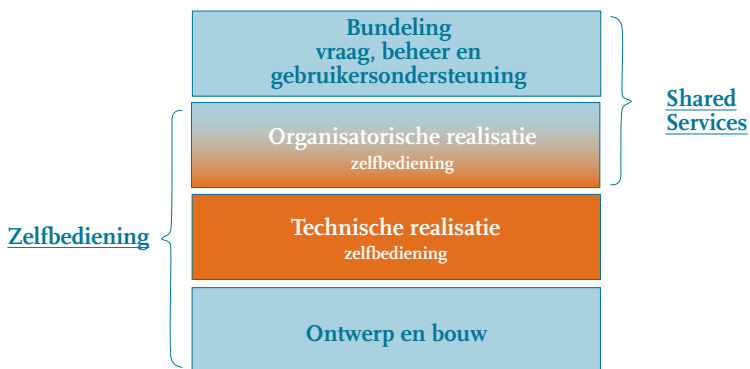 Bundeling
vraag, beheer en
gebruikersondersteuning
Shared
Services
Organisatorische realisatie
zelfbediening
Zelfbediening
Technische realisatie
zelfbediening
Ontwerp en bouw